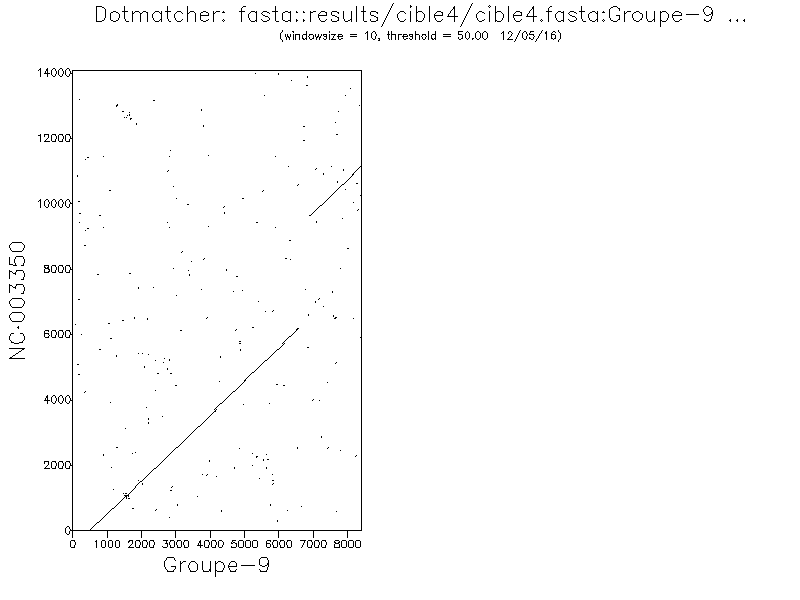 Dotmatcher: fasta::results/cible4/cible4.fasta:Groupe-9 ...
(windowsize = 10, threshold = 50.00 12/05/16)
14000
12000
10000
8000
6000
4000
2000
0
NC-003350
0 1000 2000 3000 4000 5000 6000 7000 8000
Groupe-9